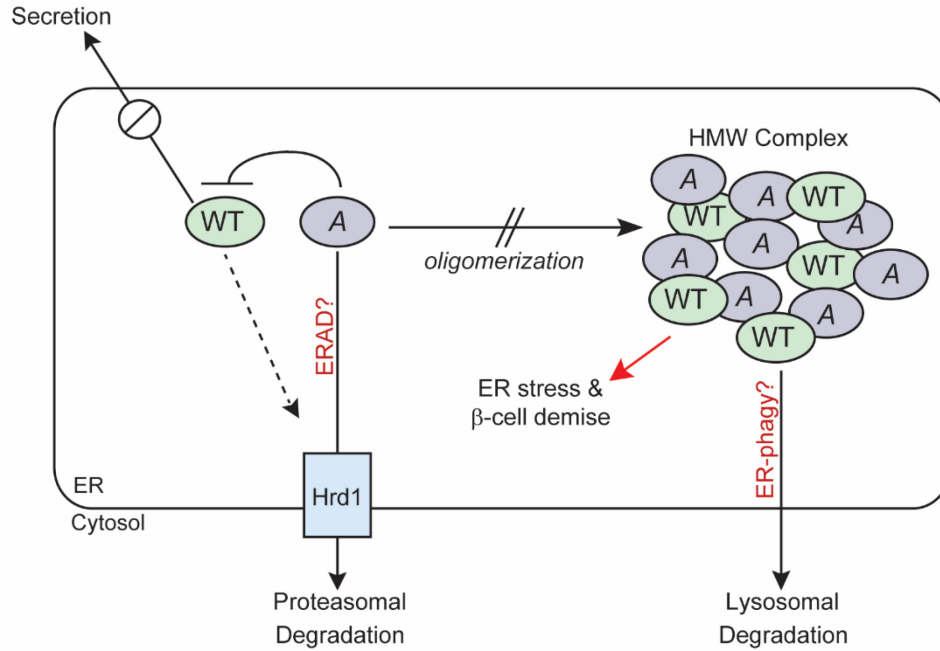 Secretion
HMW Complex
A
WT
A
A
WT
WT
A
A
A
oligomerization
A
WT
A
WT
A
A
WT
ERAD?
ER stress &
β-cell demise
ER-phagy?
ER
Hrd1
Cytosol
Proteasomal
Degradation
Lysosomal
Degradation